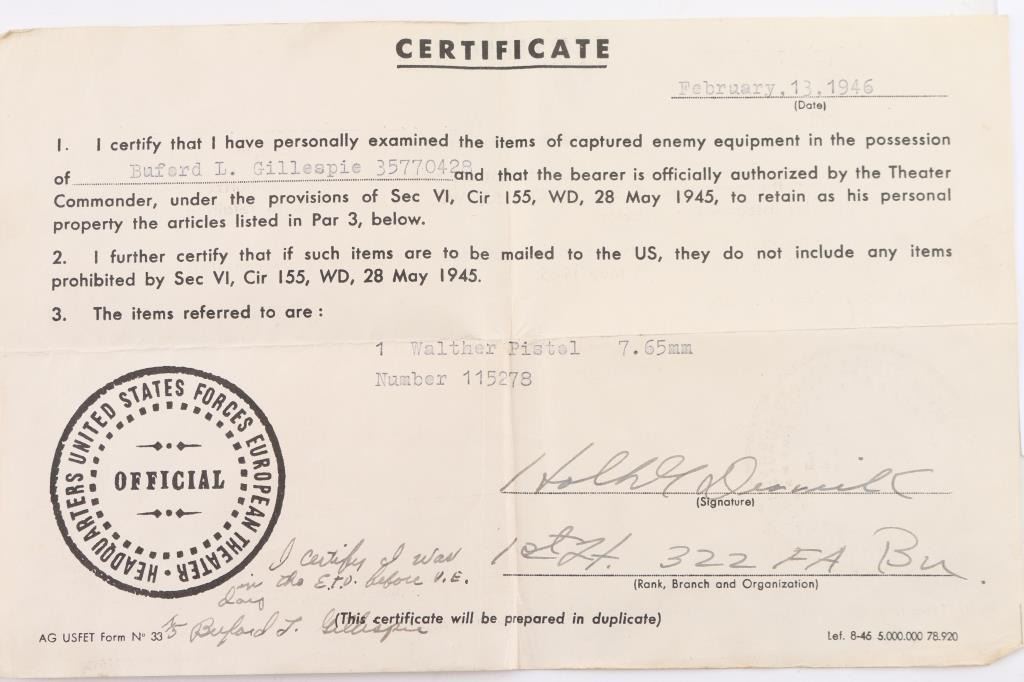 CERTIFICATE
February,13,1946
(Date)
1. I certify that I have personally examined the items of captured enemy equipment in the possession
of Buford L. Gillespie 35770428 and that the bearer is officially authorized by the Theater
Commander, under the provisions of Sec VI, Cir 155, WD, 28 May 1945, to retain as his personal
property the articles listed in Par 3, below.
2. I further certify that if such items are to be mailed to the US, they do not include any items
prohibited by Sec VI, Cir 155, WD, 28 May 1945.
3. The items referred to are :
1 Walther Pistol 7.65mm
Number 115278
HEADQUARTERS UNITED STATES FORCES EUROPEAN THEATER
OFFICIAL
(Signature)
1st Lt. 322 FA Bn.
(Rank, Branch and Organization)
I certify I was
in the E.T.O. before V.E.
day
T/5 Buford L. Gillespie
(This certificate will be prepared in duplicate)
AG USFET Form Nº 33
Lef. 8-46 5.000.000 78.920